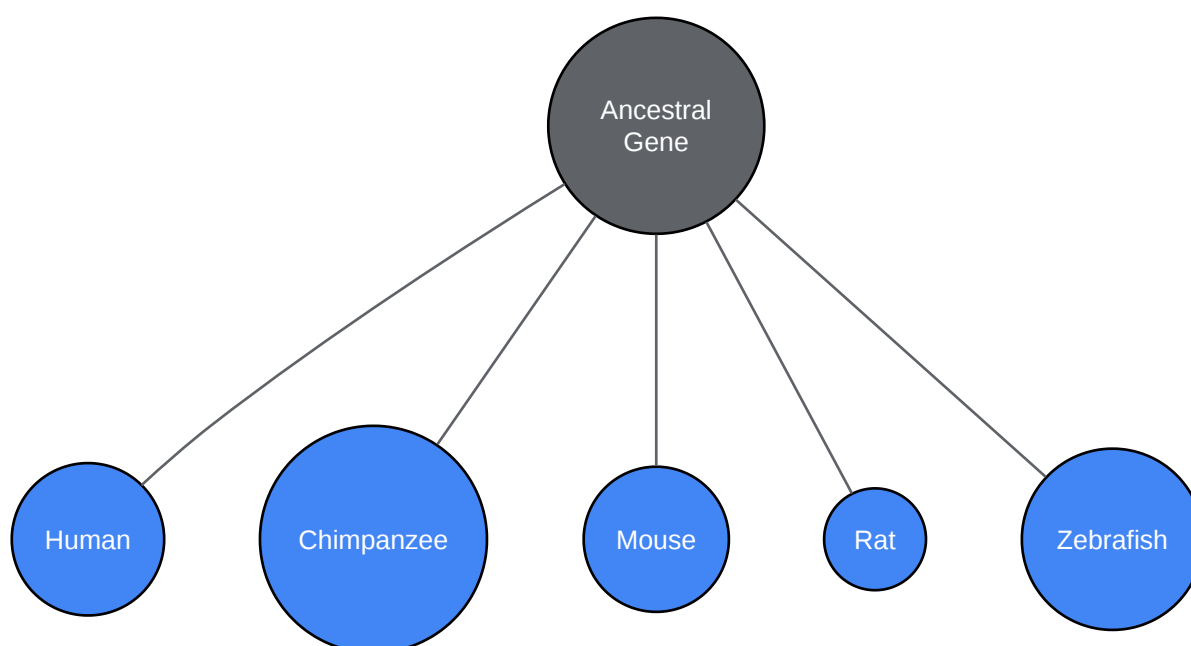 Ancestral
Gene
Human
Chimpanzee
Mouse
Rat
Zebrafish